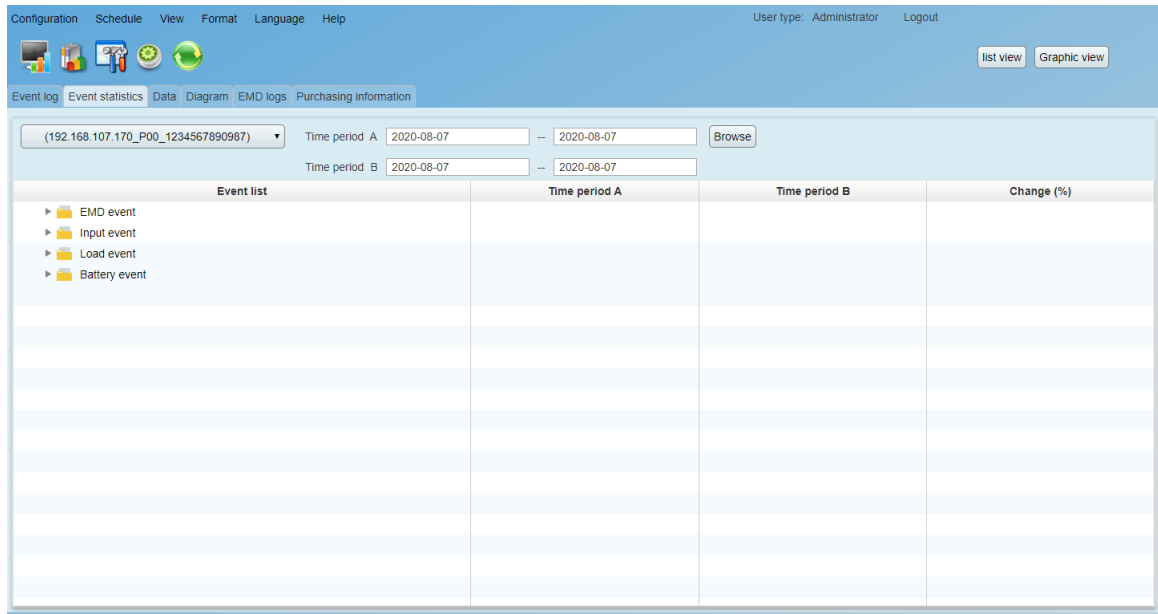 Configuration Schedule View Format Language Help User type: Administrator Logout
list view Graphic view
Event log Event statistics Data Diagram EMD logs Purchasing information
(192.168.107.170_P00_1234567890987) Time period A 2020-08-07 -- 2020-08-07 Browse
Time period B 2020-08-07 -- 2020-08-07
Event list Time period A Time period B Change (%)
EMD event
Input event
Load event
Battery event